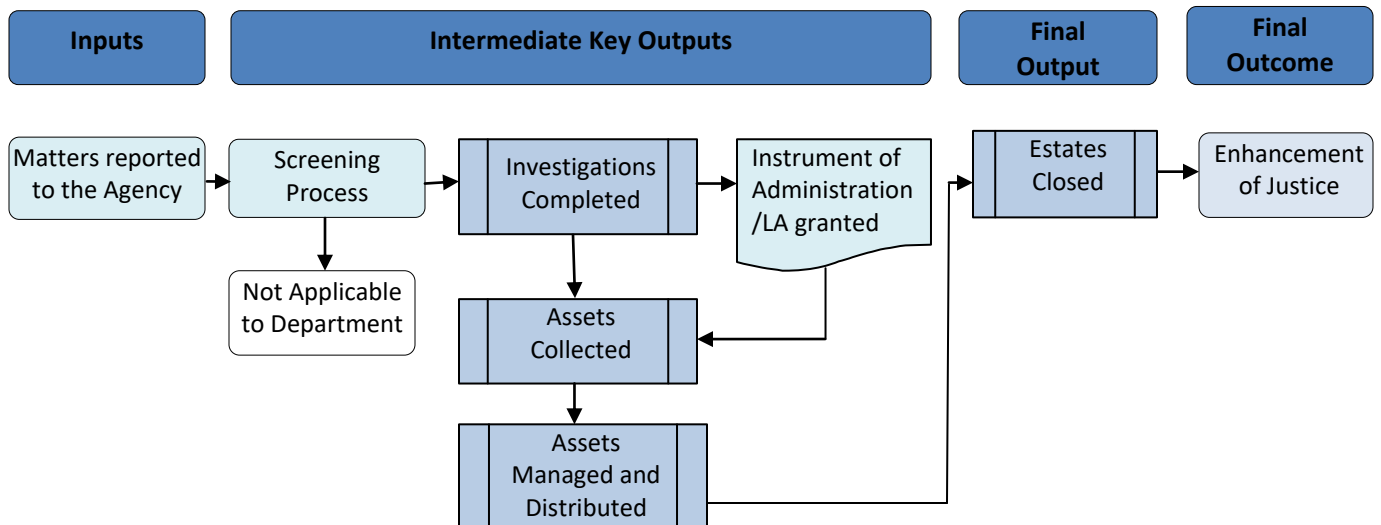 Inputs
Intermediate Key Outputs
Final
Output
Final
Outcome
Matters reported
to the Agency
Screening
Process
Investigations
Completed
Instrument of
Administration
/LA granted
Estates
Closed
Enhancement
of Justice
Not Applicable
to Department
Assets
Collected
Assets
Managed and
Distributed